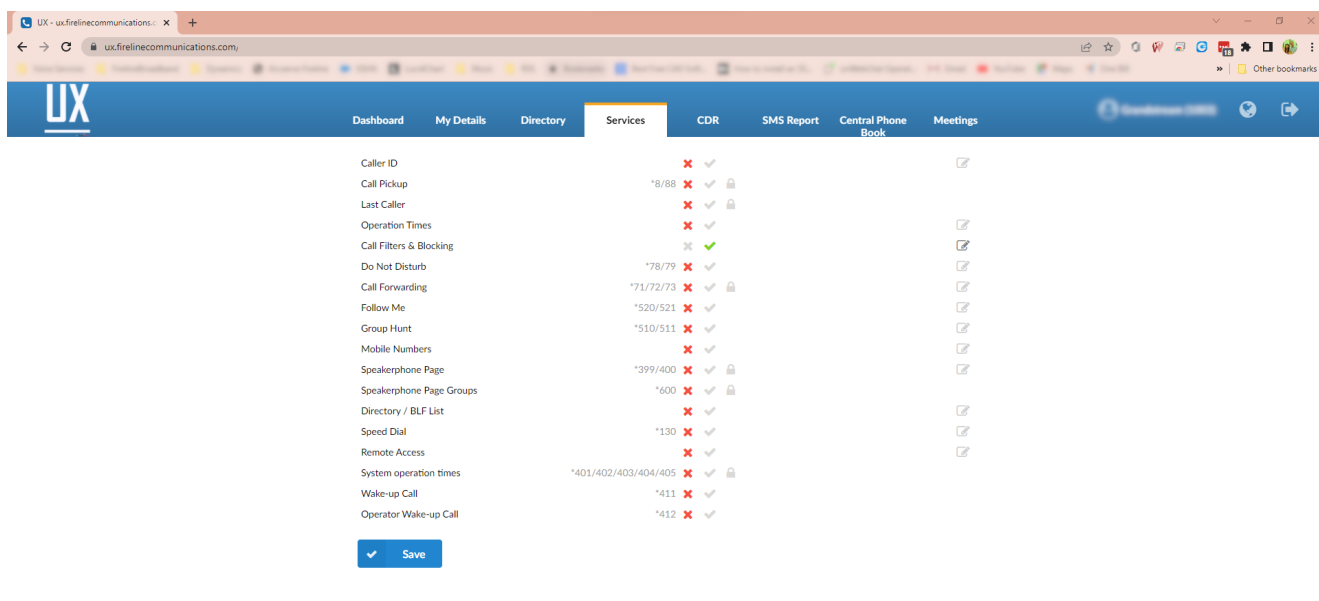 UX - ux.firelinecommunications.c
ux.firelinecommunications.com/
18
Other bookmarks
UX
Dashboard My Details Directory Services CDR SMS Report Central Phone Book Meetings
Caller ID
Call Pickup *8/88
Last Caller
Operation Times
Call Filters & Blocking
Do Not Disturb *78/79
Call Forwarding *71/72/73
Follow Me *520/521
Group Hunt *510/511
Mobile Numbers
Speakerphone Page *399/400
Speakerphone Page Groups *600
Directory / BLF List
Speed Dial *130
Remote Access
System operation times *401/402/403/404/405
Wake-up Call *411
Operator Wake-up Call *412
Save